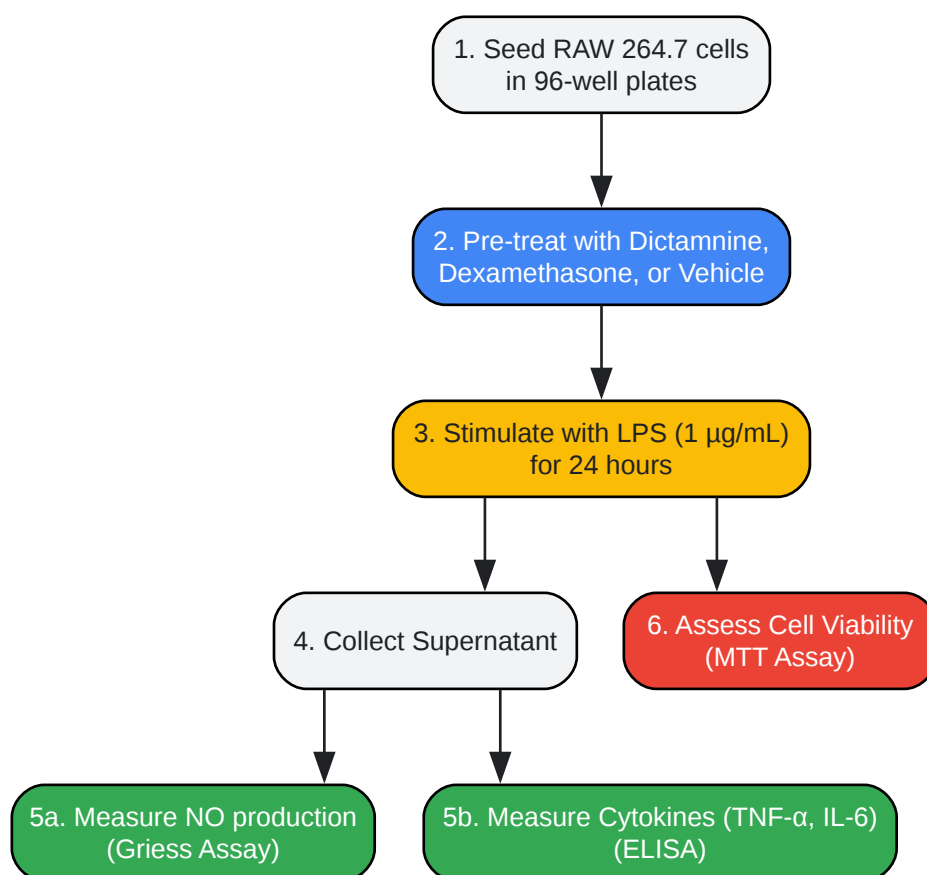 1. Seed RAW 264.7 cells
in 96-well plates
2. Pre-treat with Dictamnine,
Dexamethasone, or Vehicle
3. Stimulate with LPS (1 µg/mL)
for 24 hours
4. Collect Supernatant
6. Assess Cell Viability
(MTT Assay)
5a. Measure NO production
(Griess Assay)
5b. Measure Cytokines (TNF-α, IL-6)
(ELISA)